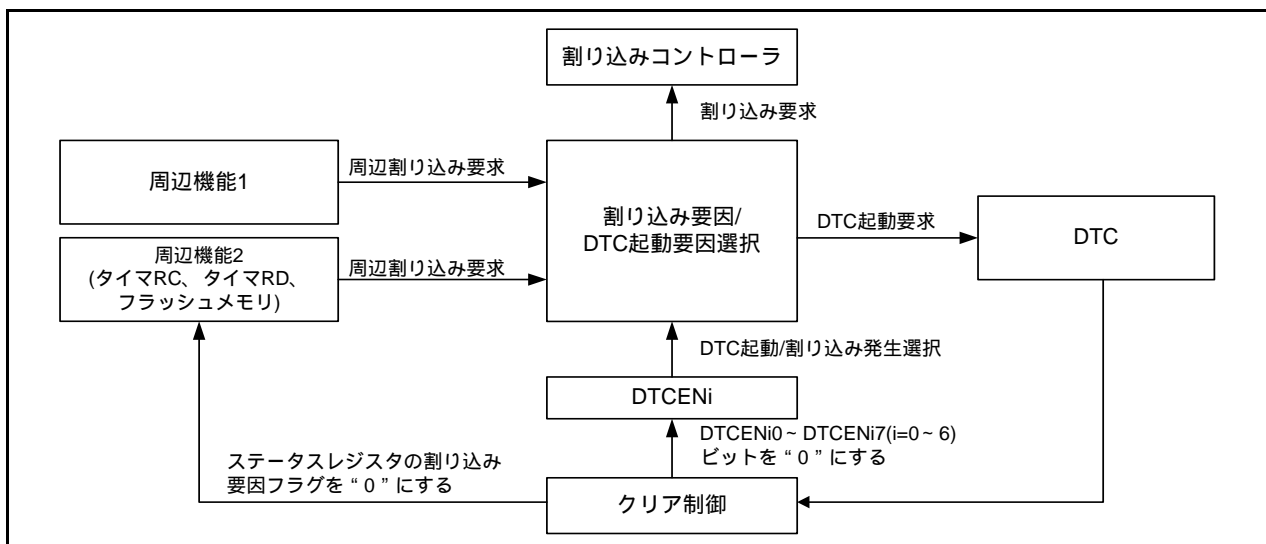 割り込みコントローラ
割り込み要求
周辺機能1
周辺割り込み要求
割り込み要因/
DTC起動要因選択
DTC起動要求
DTC
周辺機能2
(タイマRC、タイマRD、
フラッシュメモリ)
周辺割り込み要求
DTC起動/割り込み発生選択
DTCENi
DTCENi0~DTCENi7(i=0~6)
ビットを“0”にする
ステータスレジスタの割り込み
要因フラグを“0”にする
クリア制御